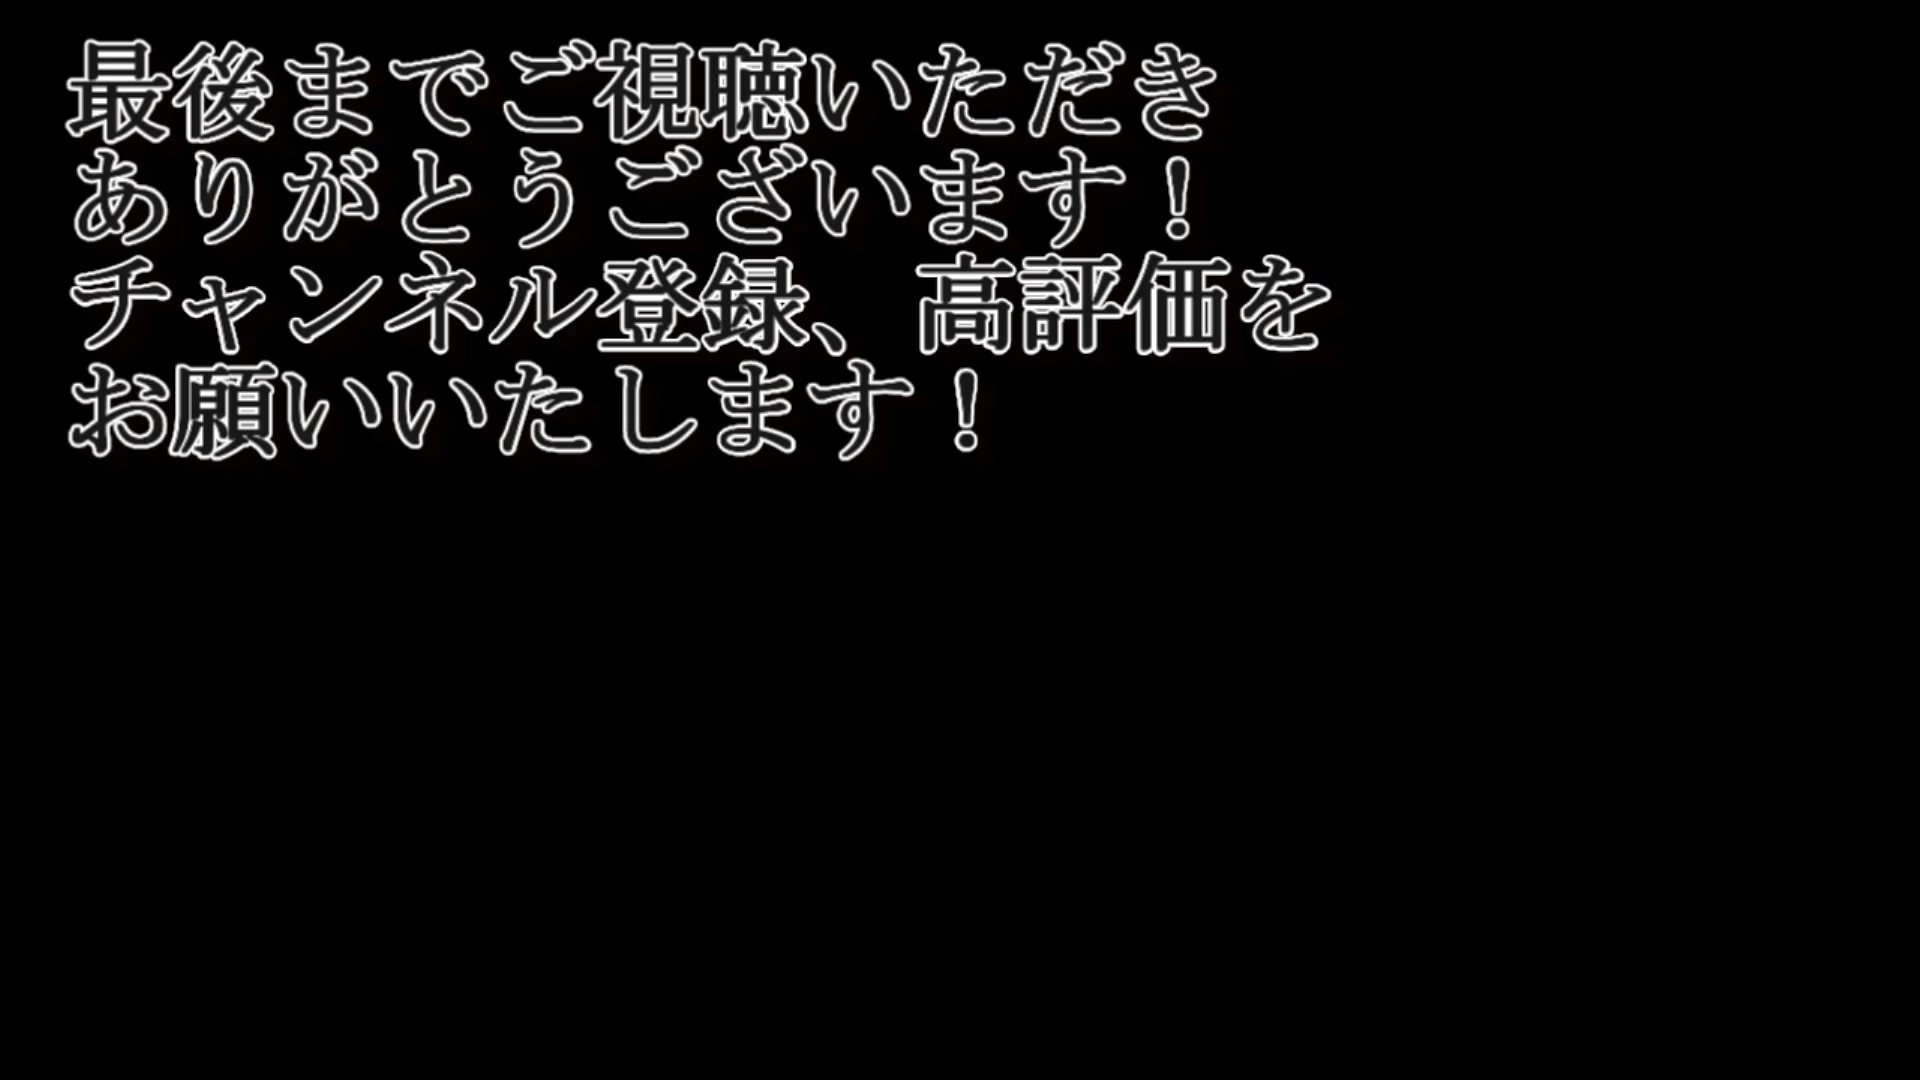 最後までご視聴いただき
ありがとうございます！
チャンネル登録、高評価を
お願いいたします！